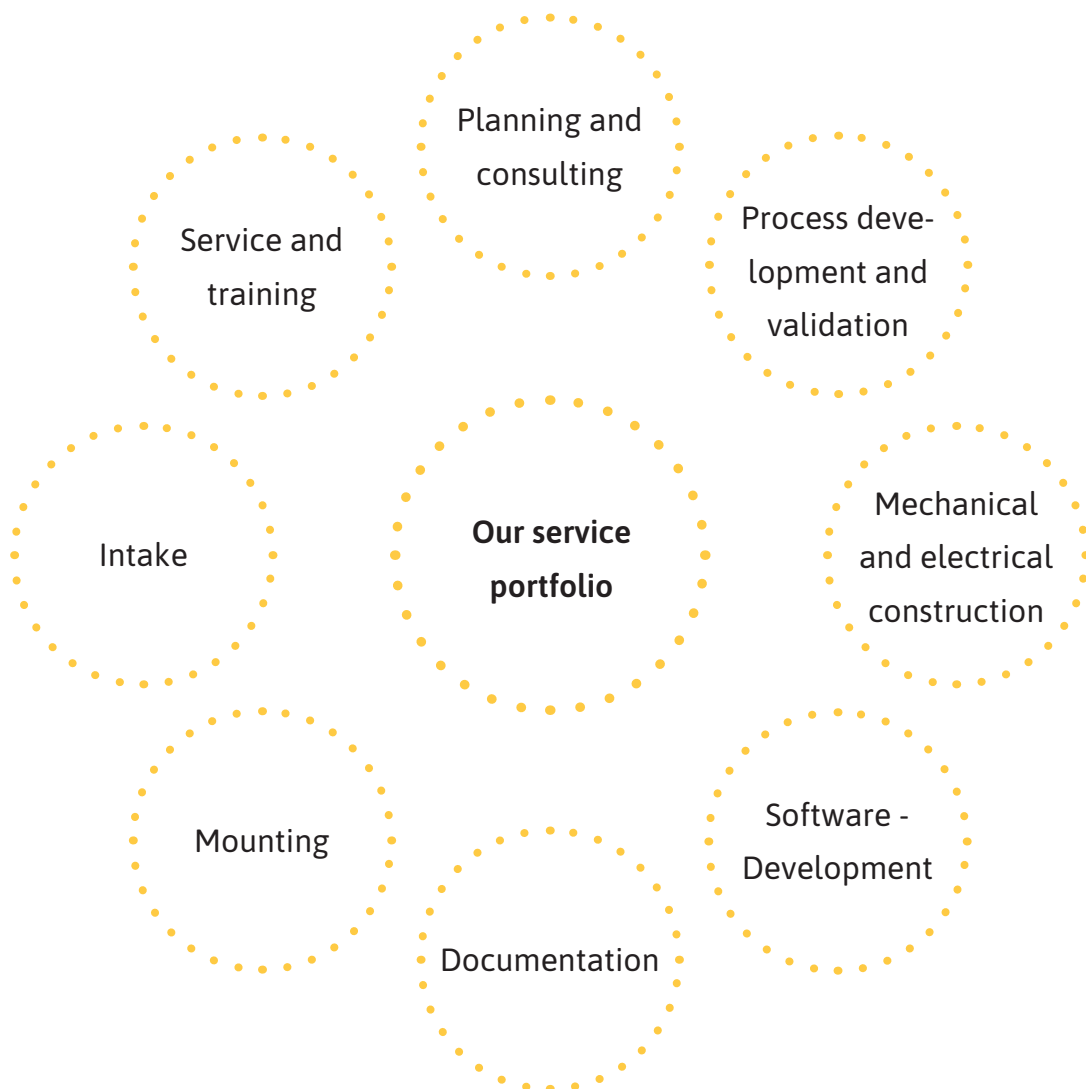 Planning and
consulting
Service and
training
Process deve-
lopment and
validation
Intake
Our service
portfolio
Mechanical
and electrical
construction
Mounting
Software -
Development
Documentation